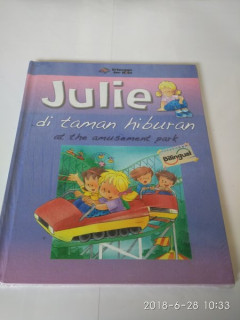 Julie
di taman hiburan
at the amusement park
Bilingual
2018-6-28 10:33